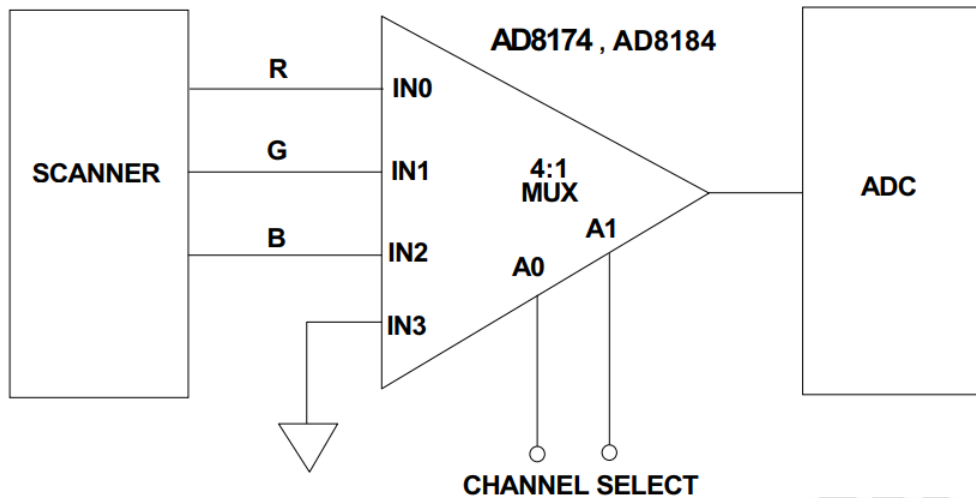 AD8174 , AD8184
R
IN0
G
SCANNER
IN1
4:1
MUX
ADC
B
IN2
A1
A0
IN3
CHANNEL SELECT